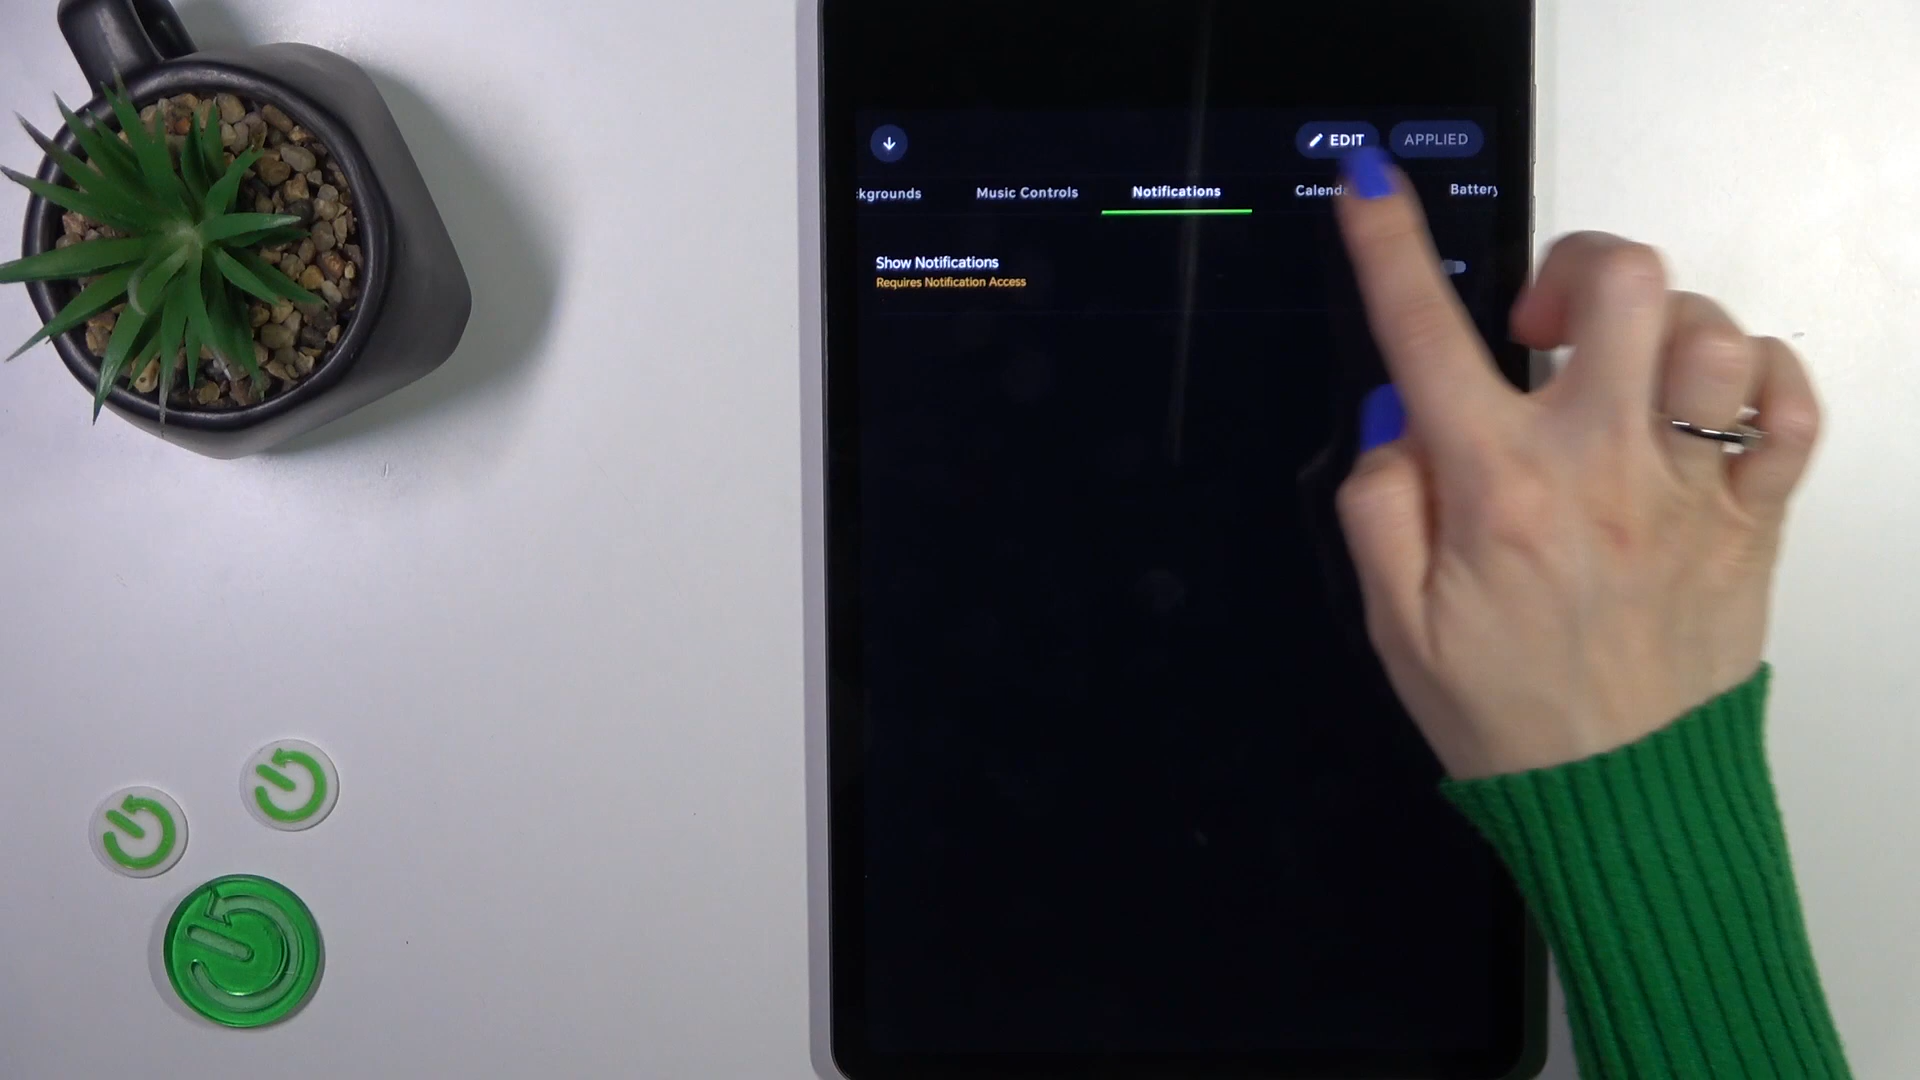 EDIT APPLIED
kgrounds Music Controls Notifications Calenda Battery
Show Notifications
Requires Notification Access